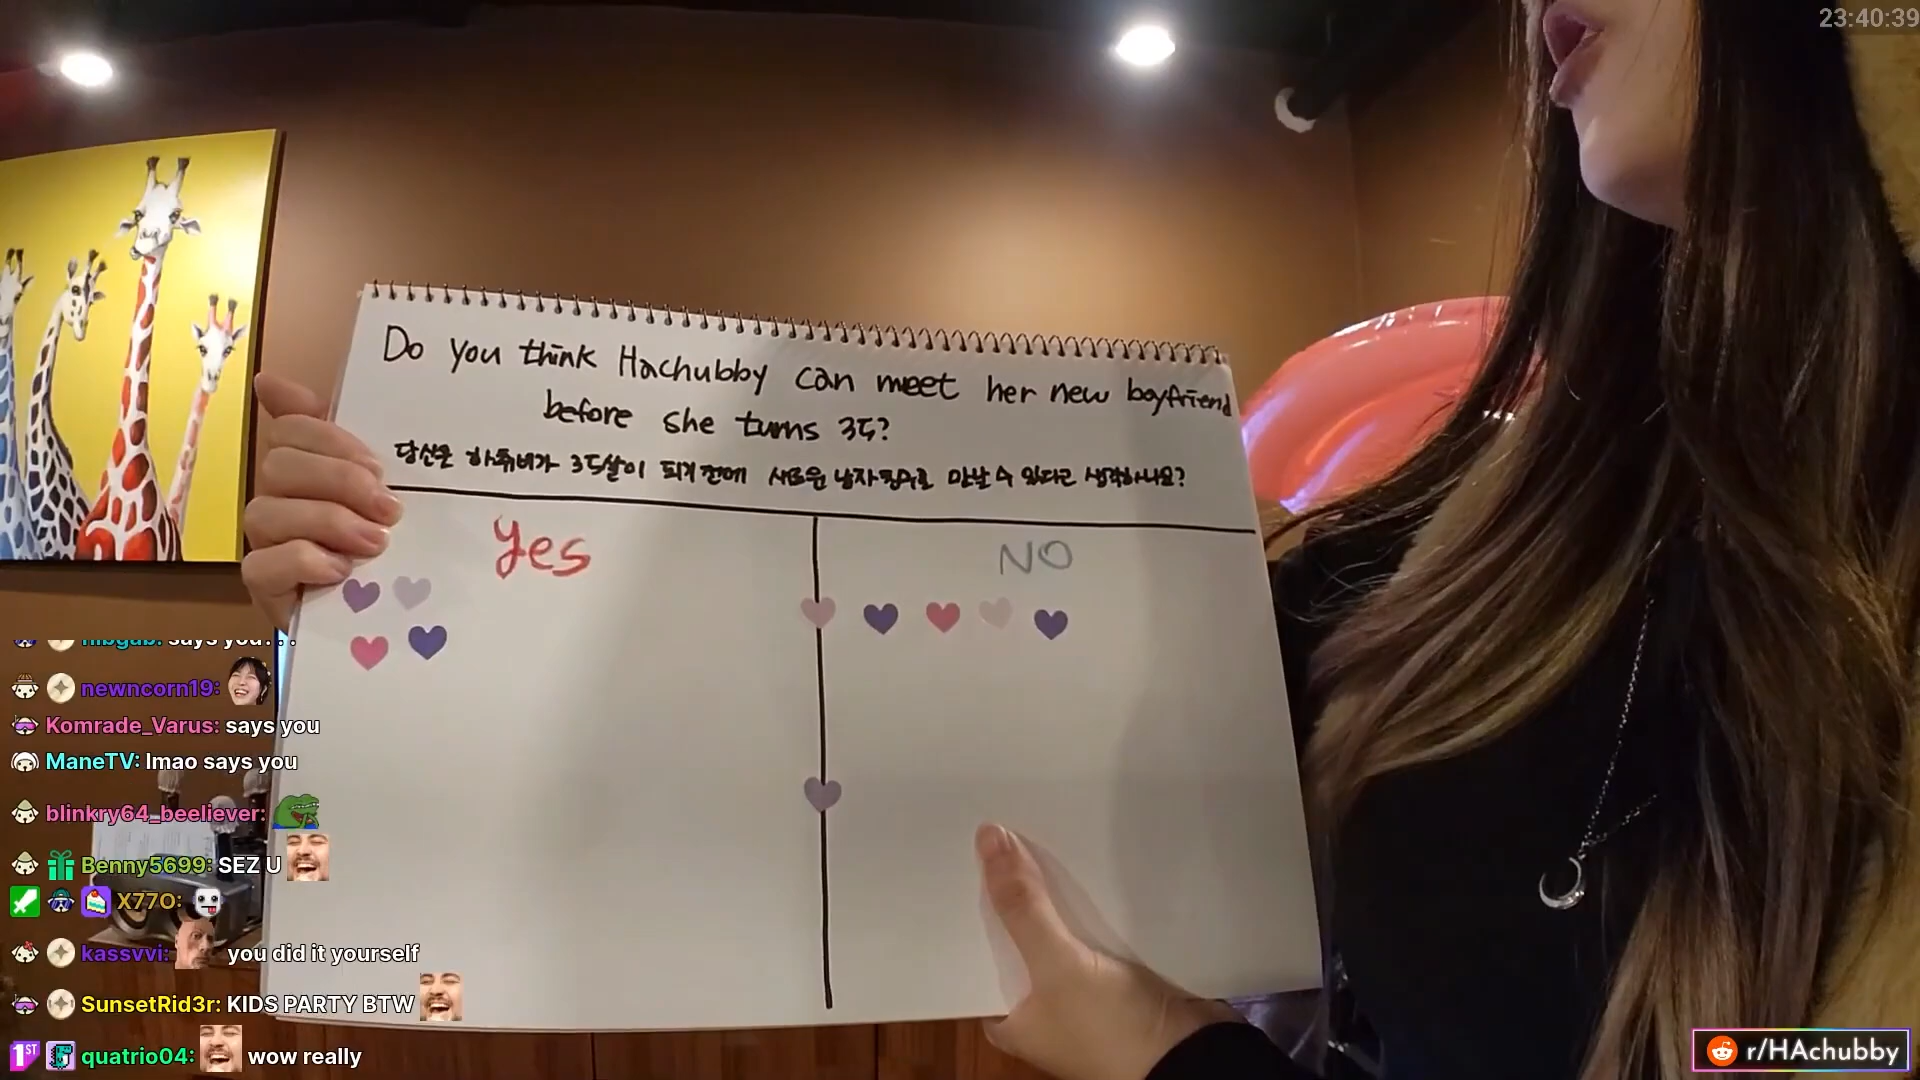 23:40:39
Do you think Hachubby can meet her new boyfriend
before she turns 35?
당신은 하츄비가 35살이 되기 전에 새로운 남자친구를 만날 수 있다고 생각하나요?
Yes
NO
hibgab: says you...
newncorn19:
Komrade_Varus: says you
ManeTV: lmao says you
blinkry64_beeliever:
Benny5699: SEZ U
X77O:
kassvvi: you did it yourself
SunsetRid3r: KIDS PARTY BTW
1ST quatrio04: wow really
r/HAchubby